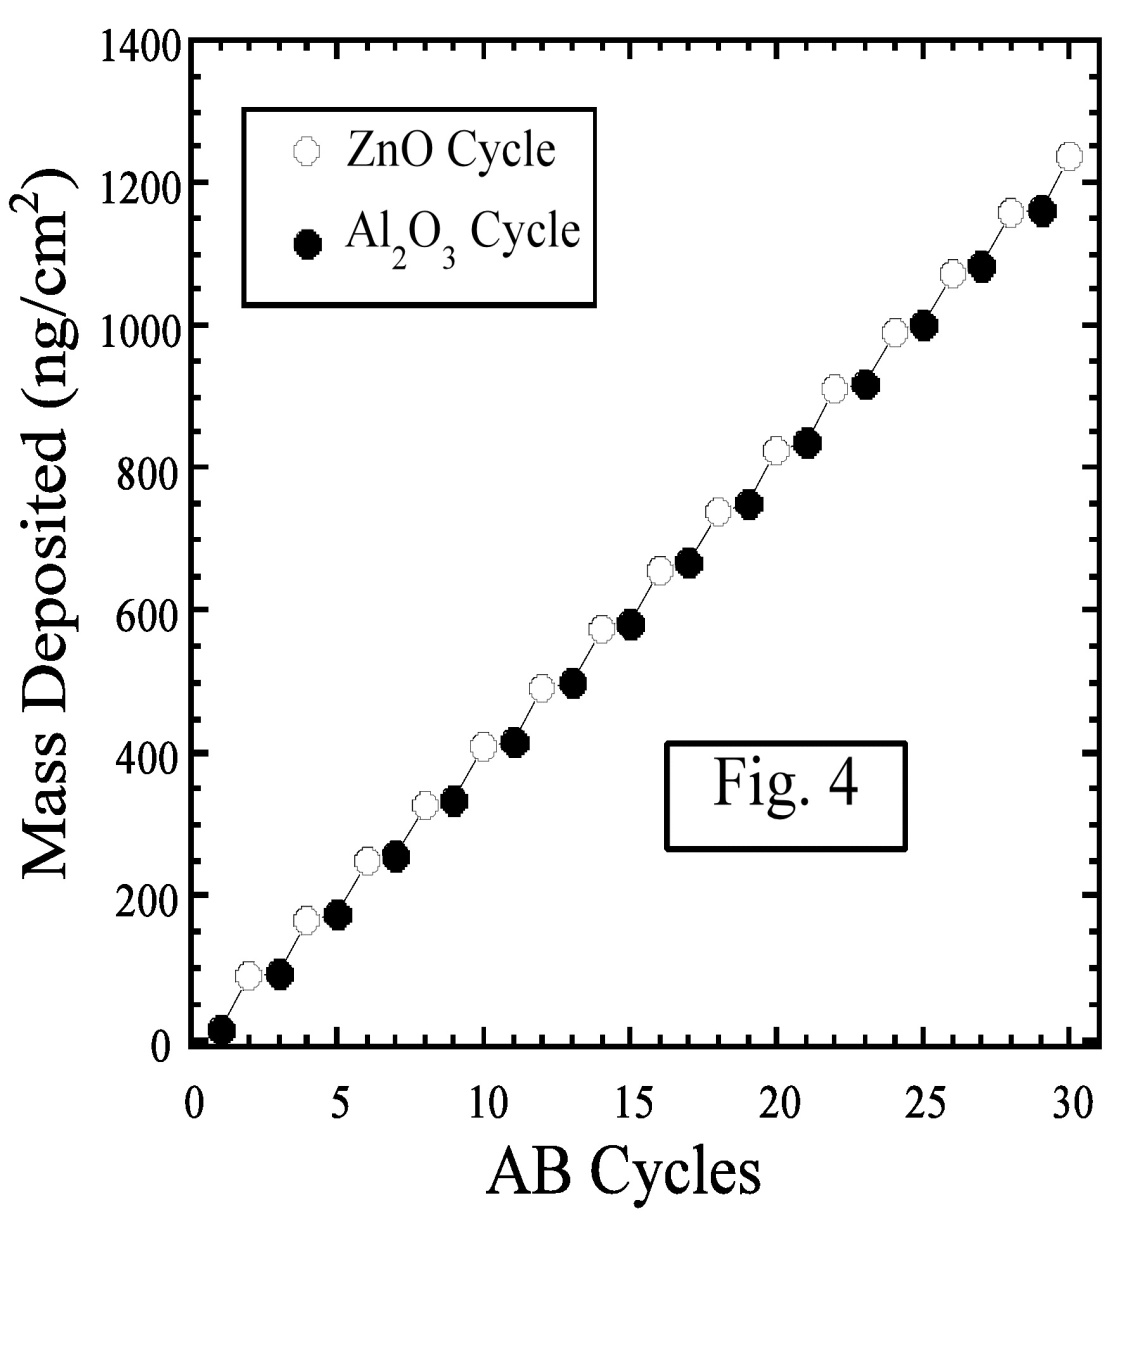 1400
1200
1000
800
600
400
200
0
Mass Deposited (ng/cm²)
ZnO Cycle
Al₂O₃ Cycle
Fig. 4
0 5 10 15 20 25 30
AB Cycles